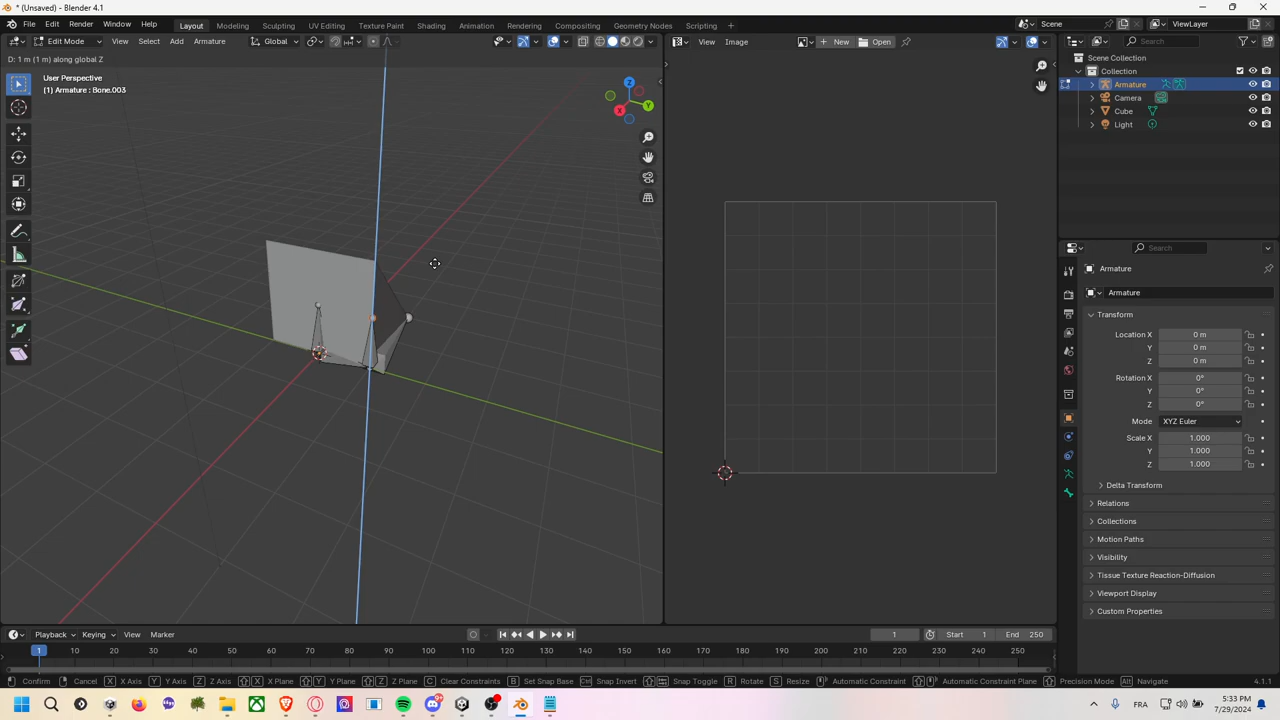 * (Unsaved) - Blender 4.1
File Edit Render Window Help Layout Modeling Sculpting UV Editing Texture Paint Shading Animation Rendering Compositing Geometry Nodes Scripting + Scene ViewLayer
Edit Mode View Select Add Armature Global View Image New Open Search
D: 1 m (1 m) along global Z
User Perspective
(1) Armature : Bone.003
Z
Y
X
Scene Collection
Collection
Armature
Camera
Cube
Light
Search
Armature
Armature
Transform
Location X 0 m
Y 0 m
Z 0 m
Rotation X 0°
Y 0°
Z 0°
Mode XYZ Euler
Scale X 1.000
Y 1.000
Z 1.000
Delta Transform
Relations
Collections
Motion Paths
Visibility
Tissue Texture Reaction-Diffusion
Viewport Display
Custom Properties
Playback Keying View Marker 1 Start 1 End 250
1 10 20 30 40 50 60 70 80 90 100 110 120 130 140 150 160 170 180 190 200 210 220 230 240 250
Confirm Cancel X X Axis Y Y Axis Z Z Axis X X Plane Y Y Plane Z Z Plane C Clear Constraints B Set Snap Base Ctrl Snap Invert Snap Toggle G Move R Rotate S Resize Automatic Constraint Automatic Constraint Plane Precision Mode Alt Navigate 4.1.1
FRA 5:33 PM
7/29/2024